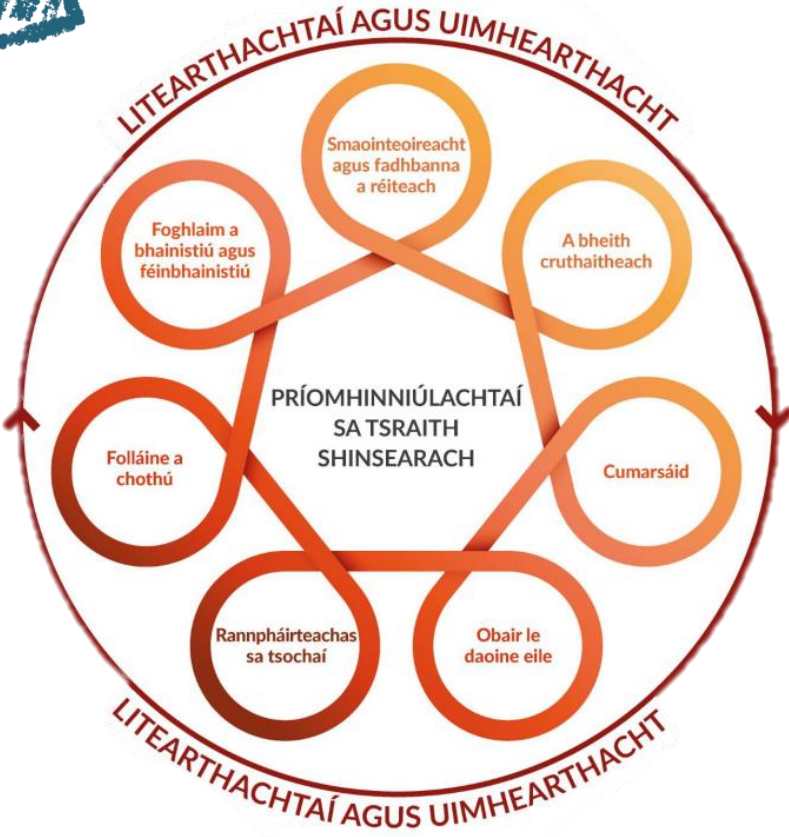 LITEARTHACHTAÍ AGUS UIMHEARTHACHT
Smaointeoireacht
agus fadhbanna
a réiteach
A bheith
cruthaitheach
Foghlaim a
bhainistiú agus
féinbhainistiú
PRÍOMHINNIÚLACHTAÍ
SA TSRAITH
SHINSEARACH
Cumarsáid
Folláine a
chothú
Obair le
daoine eile
Rannpháirteachas
sa tsochaí
LITEARTHACHTAÍ AGUS UIMHEARTHACHT